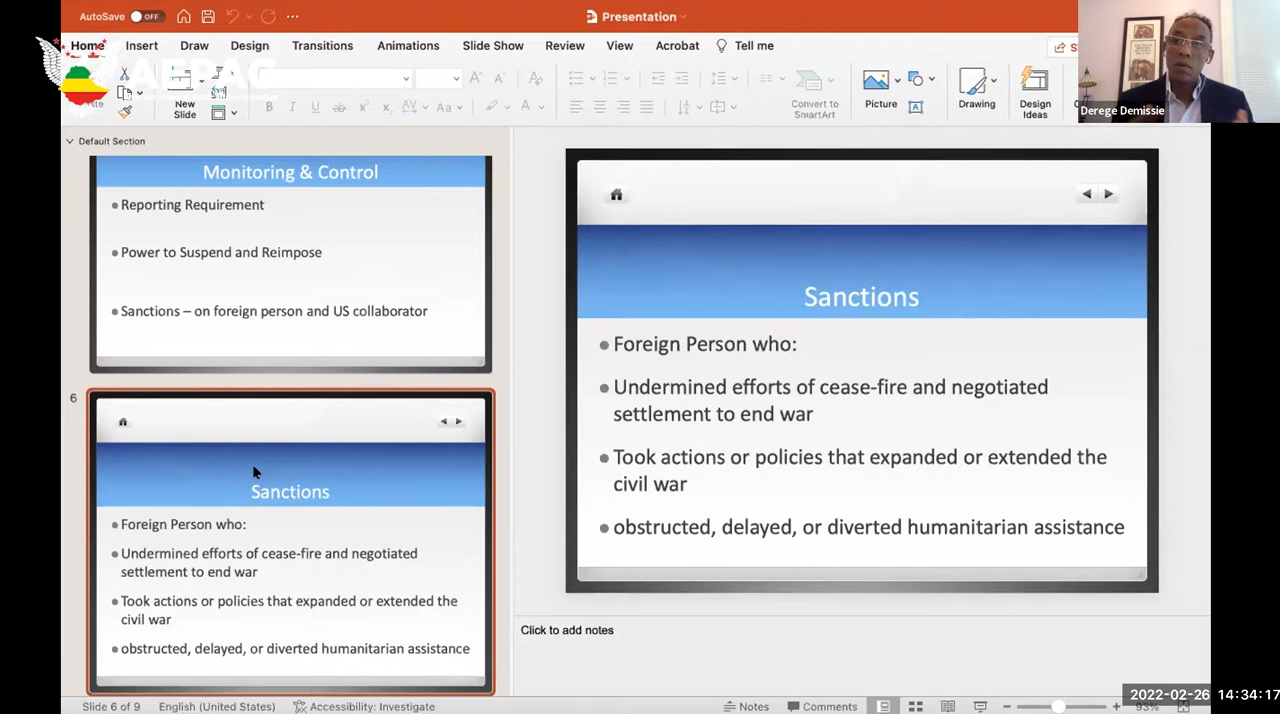 AutoSave OFF
Presentation
Home Insert Draw Design Transitions Animations Slide Show Review View Acrobat Tell me
AEPAC
New
Slide
Convert to
SmartArt
Picture
Drawing
Design
Ideas
Derege Demissie
Default Section
Monitoring & Control
Reporting Requirement
Power to Suspend and Reimpose
Sanctions – on foreign person and US collaborator
6
Sanctions
Foreign Person who:
Undermined efforts of cease-fire and negotiated
settlement to end war
Took actions or policies that expanded or extended the
civil war
obstructed, delayed, or diverted humanitarian assistance
Sanctions
Foreign Person who:
Undermined efforts of cease-fire and negotiated
settlement to end war
Took actions or policies that expanded or extended the
civil war
obstructed, delayed, or diverted humanitarian assistance
Click to add notes
Slide 6 of 9 English (United States) Accessibility: Investigate
Notes Comments 93%
2022-02-26 14:34:17